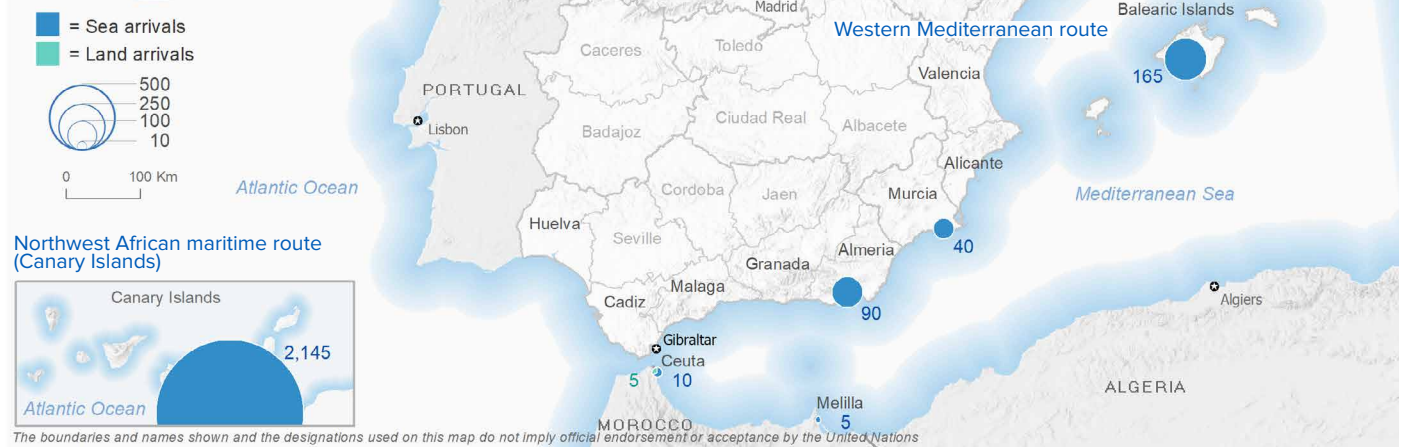 = Sea arrivals
= Land arrivals
500
250
100
10
0 100 Km
Madrid
Caceres
Toledo
Western Mediterranean route
Balearic Islands
165
Valencia
PORTUGAL
Lisbon
Badajoz
Ciudad Real
Albacete
Alicante
Atlantic Ocean
Cordoba
Jaen
Murcia
Mediterranean Sea
Huelva
Seville
40
Almeria
Granada
Malaga
Cadiz
90
Algiers
Gibraltar
Ceuta
5 10
ALGERIA
Melilla
5
MOROCCO
Northwest African maritime route
(Canary Islands)
Canary Islands
2,145
Atlantic Ocean
The boundaries and names shown and the designations used on this map do not imply official endorsement or acceptance by the United Nations